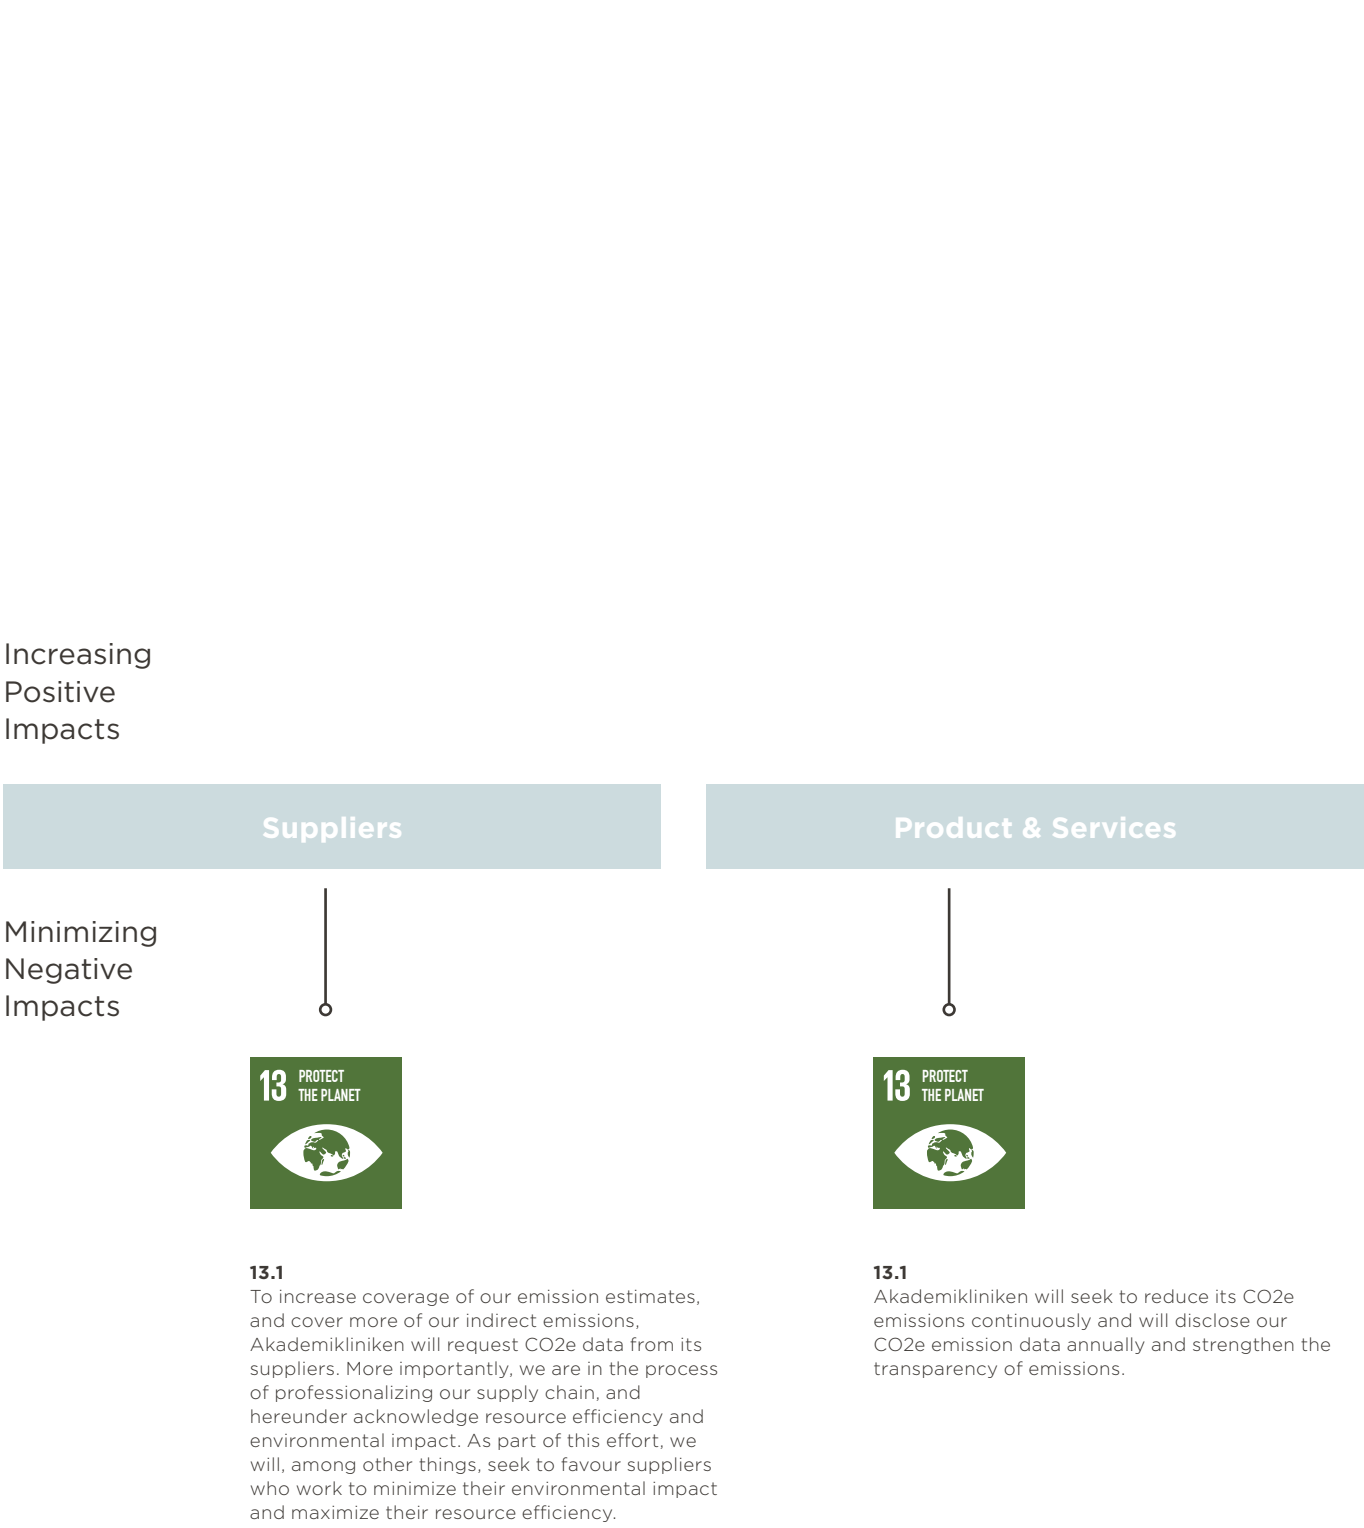 Increasing
Positive
Impacts
Suppliers
Product & Services
Minimizing
Negative
Impacts
13 PROTECT
THE PLANET
13 PROTECT
THE PLANET
13.1
To increase coverage of our emission estimates,
and cover more of our indirect emissions,
Akademikliniken will request CO2e data from its
suppliers. More importantly, we are in the process
of professionalizing our supply chain, and
hereunder acknowledge resource efficiency and
environmental impact. As part of this effort, we
will, among other things, seek to favour suppliers
who work to minimize their environmental impact
and maximize their resource efficiency.
13.1
Akademikliniken will seek to reduce its CO2e
emissions continuously and will disclose our
CO2e emission data annually and strengthen the
transparency of emissions.